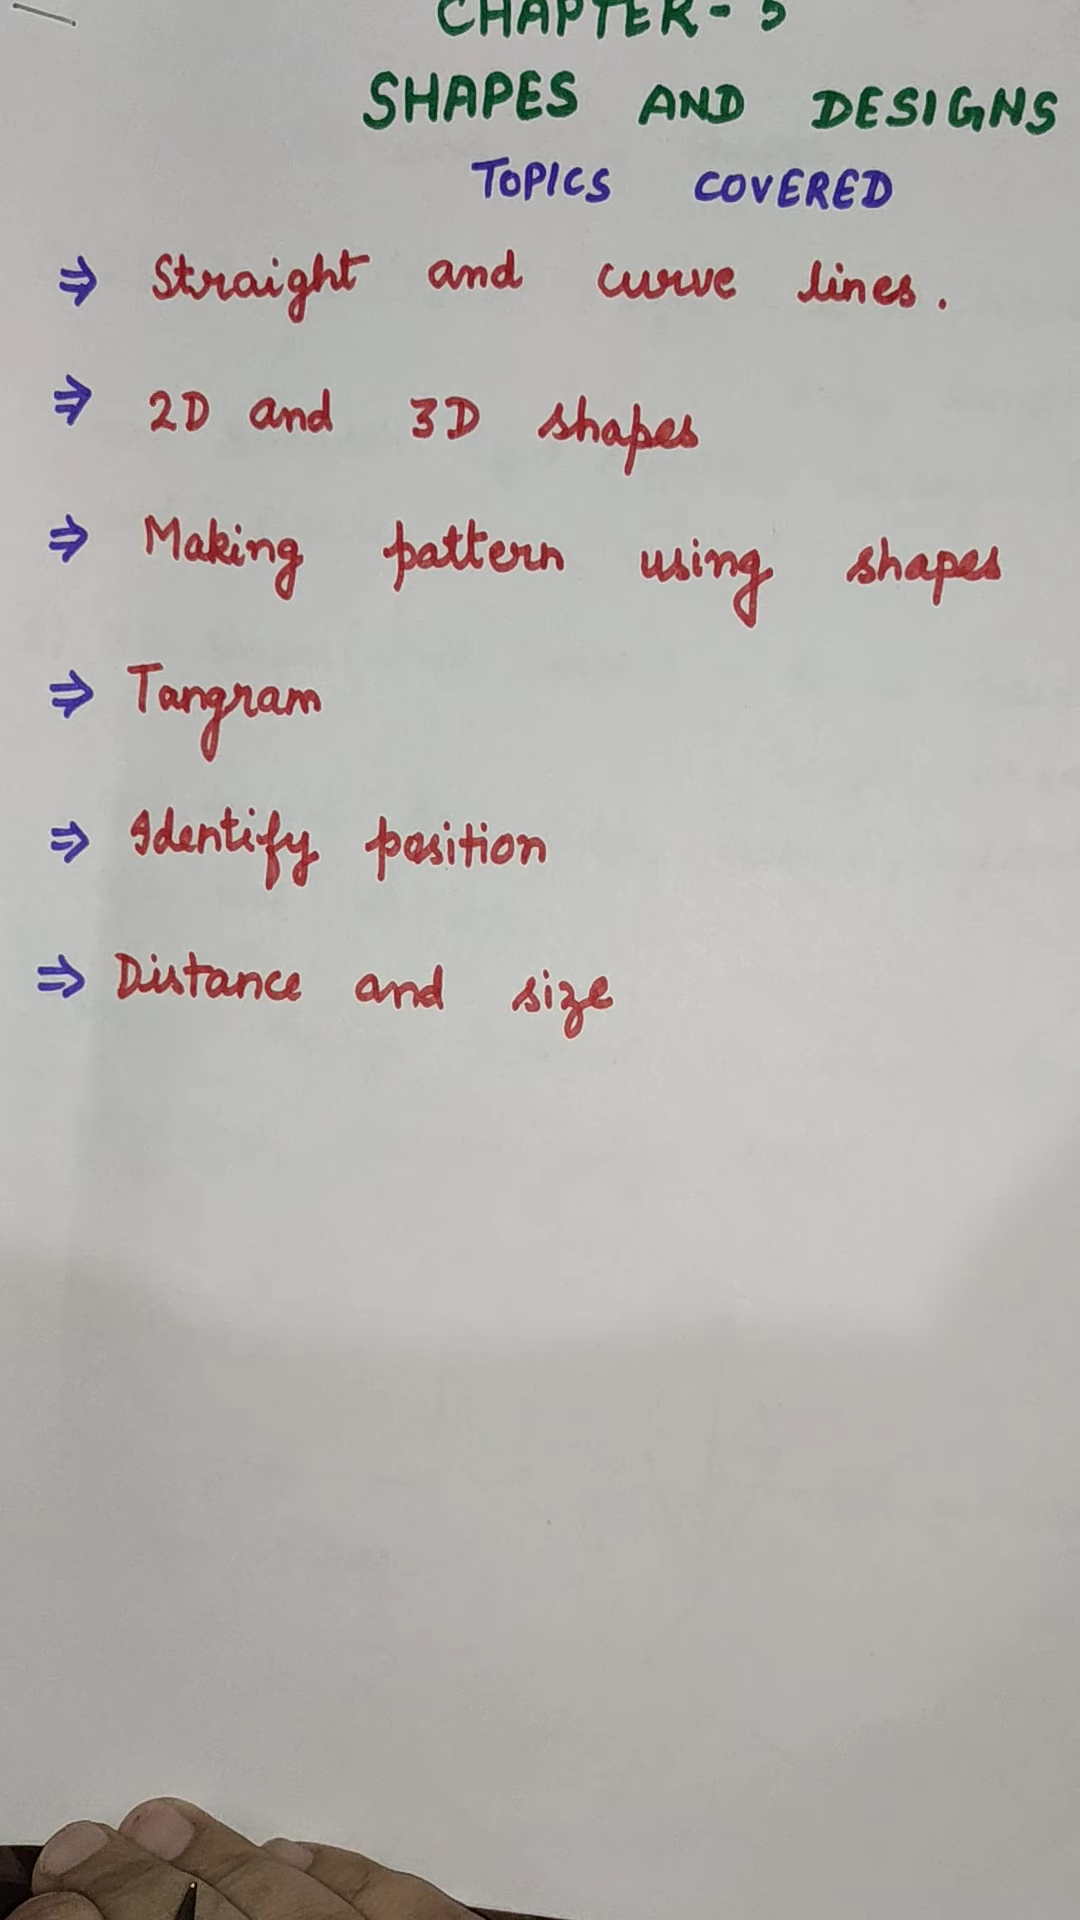 CHAPTER- 5
SHAPES AND DESIGNS
TOPICS COVERED
⇒ Straight and curve lines.
⇒ 2D and 3D shapes
⇒ Making pattern using shapes
⇒ Tangram
⇒ Identify position
⇒ Distance and size